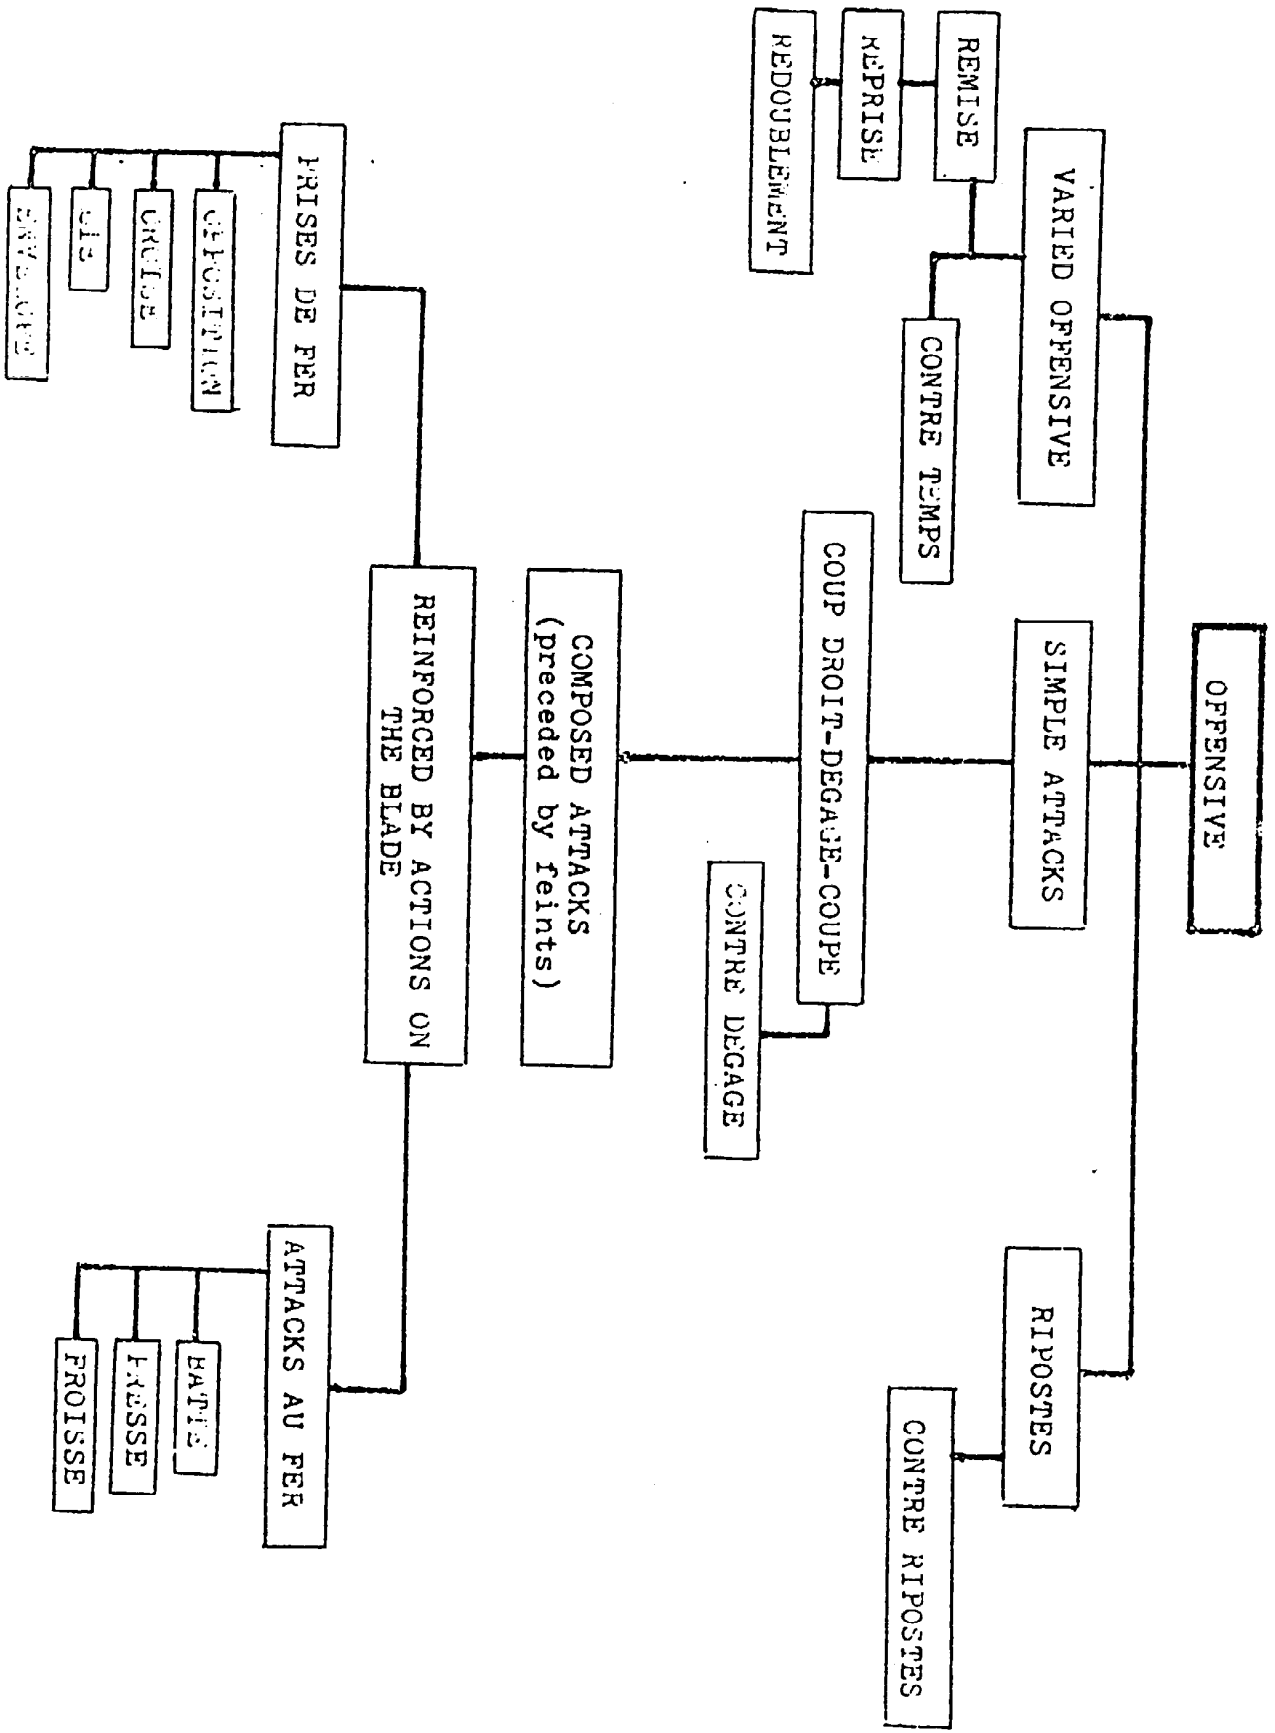 OFFENSIVE
VARIED OFFENSIVE
SIMPLE ATTACKS
RIPOSTES
REMISE
REPRISE
REDOUBLEMENT
CONTRE TEMPS
COUP DROIT-DEGAGE-COUPE
CONTRE DEGAGE
CONTRE RIPOSTES
COMPOSED ATTACKS
(preceded by feints)
REINFORCED BY ACTIONS ON
THE BLADE
PRISES DE FER
OPPOSITION
CROISE
ATTACKS AU FER
BATTE
PRESSE
FROISSE